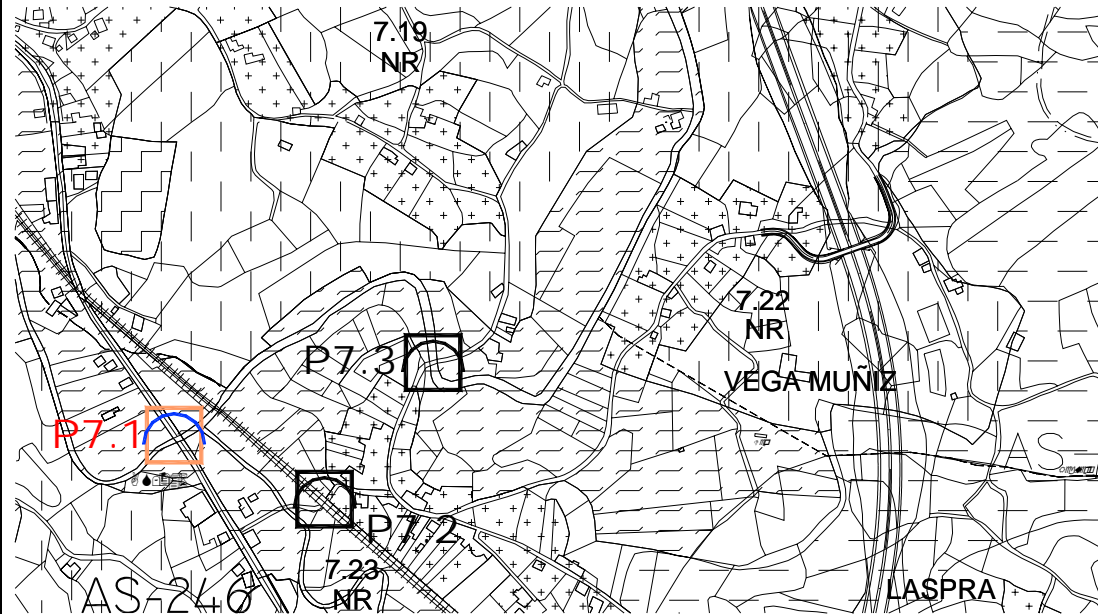 7.19
NR
7.22
NR
P7.3
VEGA MUÑIZ
P7.1
AS-
P7.2
7.23
NR
AS-246
LASPRA